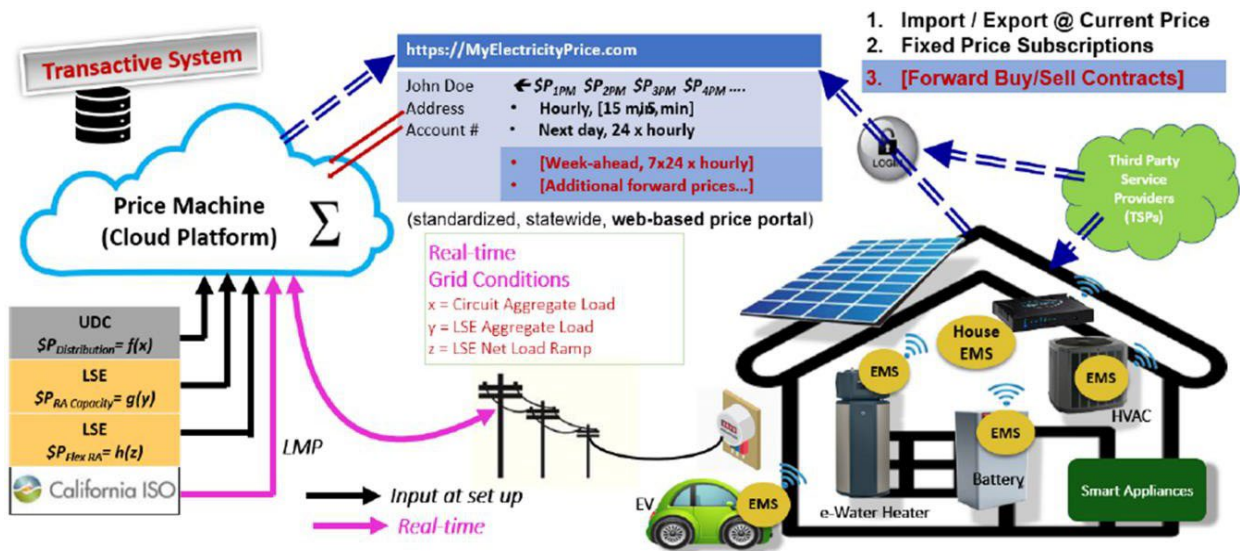 Transactive System
https://MyElectricityPrice.com
John Doe
Address
Account #
🡸 $P1PM $P2PM $P3PM $P4PM ....
• Hourly, [15 min, 5 min]
• Next day, 24 x hourly
• [Week-ahead, 7x24 x hourly]
• [Additional forward prices...]
(standardized, statewide, web-based price portal)
1. Import / Export @ Current Price
2. Fixed Price Subscriptions
3. [Forward Buy/Sell Contracts]
LOGIN
Third Party
Service
Providers
(TSPs)
Price Machine
(Cloud Platform)
Σ
Real-time
Grid Conditions
x = Circuit Aggregate Load
y = LSE Aggregate Load
z = LSE Net Load Ramp
UDC
$PDistribution= f(x)
LSE
$PRA Capacity= g(y)
LSE
$PFlex RA= h(z)
California ISO
LMP
Input at set up
Real-time
House
EMS
EMS
EMS
HVAC
EMS
Battery
e-Water Heater
Smart Appliances
EV
EMS